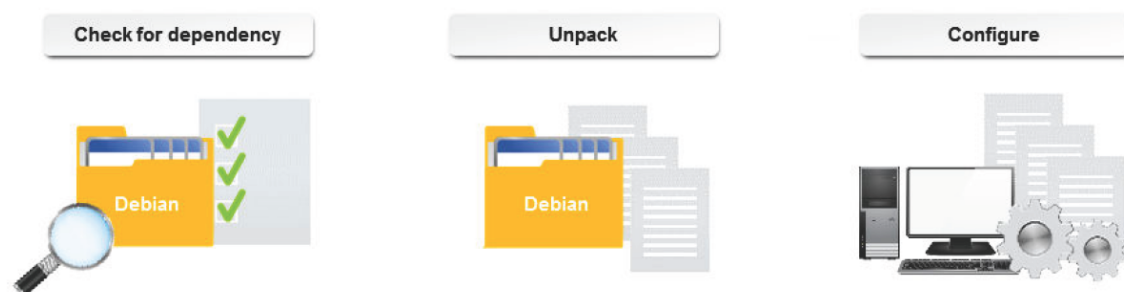 Check for dependency
Unpack
Configure
Debian
Debian